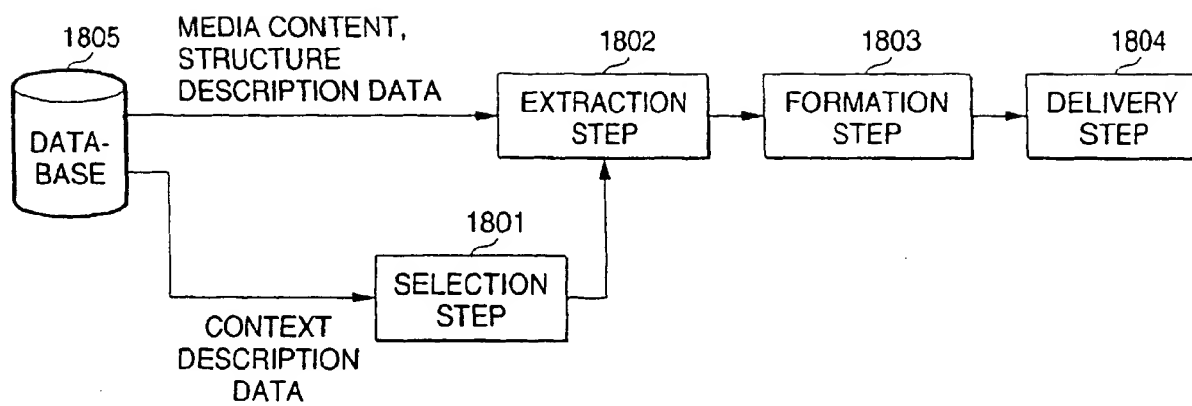 1805
MEDIA CONTENT,
STRUCTURE
DESCRIPTION DATA
DATA-
BASE
1802
EXTRACTION
STEP
1803
FORMATION
STEP
1804
DELIVERY
STEP
1801
SELECTION
STEP
CONTEXT
DESCRIPTION
DATA